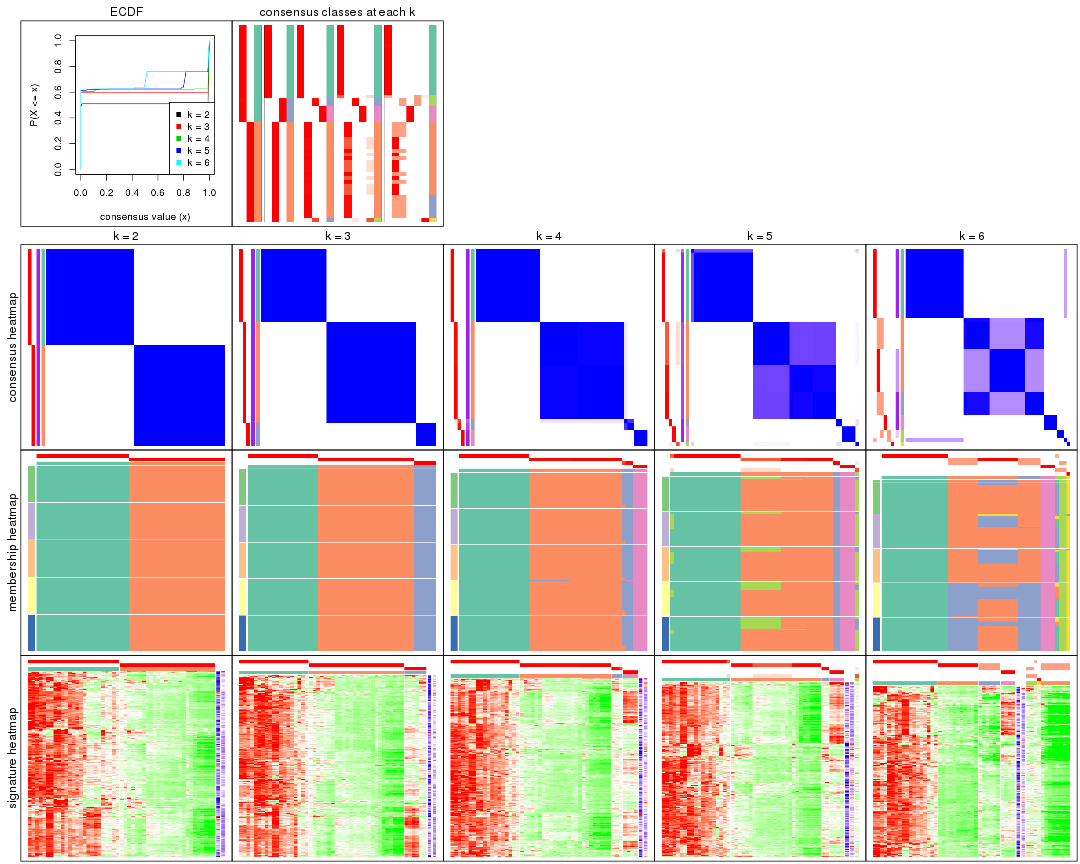 ECDF
consensus classes at each k
P(X <= x)
0.0 0.2 0.4 0.6 0.8 1.0
k = 2
k = 3
k = 4
k = 5
k = 6
0.0 0.2 0.4 0.6 0.8 1.0
consensus value (x)
k = 2
k = 3
k = 4
k = 5
k = 6
consensus heatmap
membership heatmap
signature heatmap